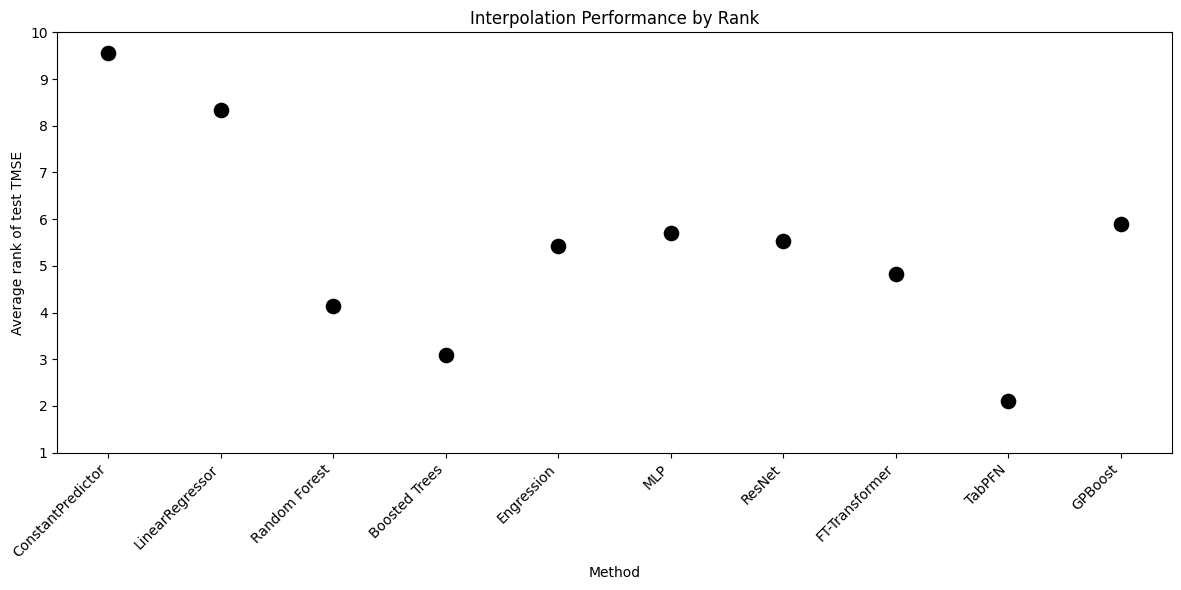 Interpolation Performance by Rank
Average rank of test TMSE
10
9
8
7
6
5
4
3
2
1
ConstantPredictor
LinearRegressor
Random Forest
Boosted Trees
Engression
MLP
ResNet
FT-Transformer
TabPFN
GPBoost
Method